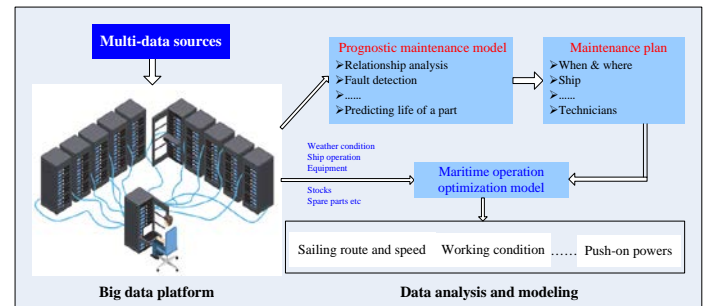 Multi-data sources
Prognostic maintenance model
➢Relationship analysis
➢Fault detection
➢......
➢Predicting life of a part
Maintenance plan
➢When & where
➢Ship
➢......
➢Technicians
Weather condition
Ship operation
Equipment
Stocks
Spare parts etc
Maritime operation
optimization model
Sailing route and speed Working condition ...... Push-on powers
Big data platform
Data analysis and modeling